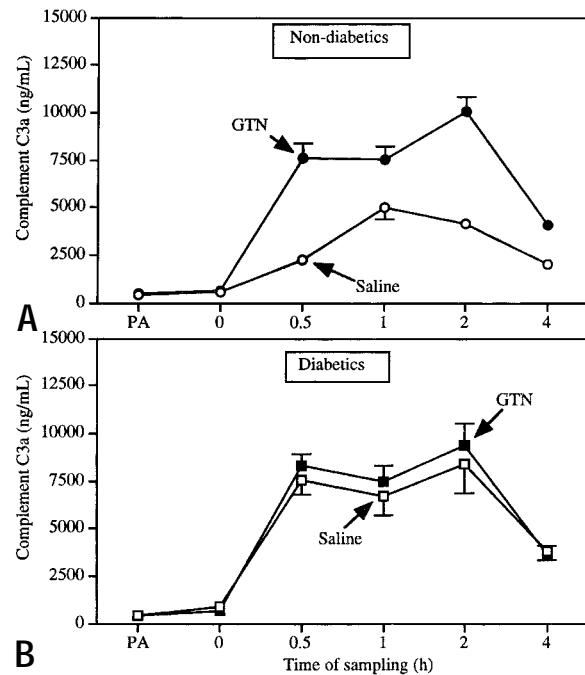 15000
Non-diabetics
12500
GTN
10000
7500
5000
2500
Saline
0
Complement C3a (ng/mL)
PA 0 0.5 1 2 4
A
15000
Diabetics
12500
GTN
10000
7500
5000
Saline
2500
0
Complement C3a (ng/mL)
PA 0 0.5 1 2 4
B
Time of sampling (h)